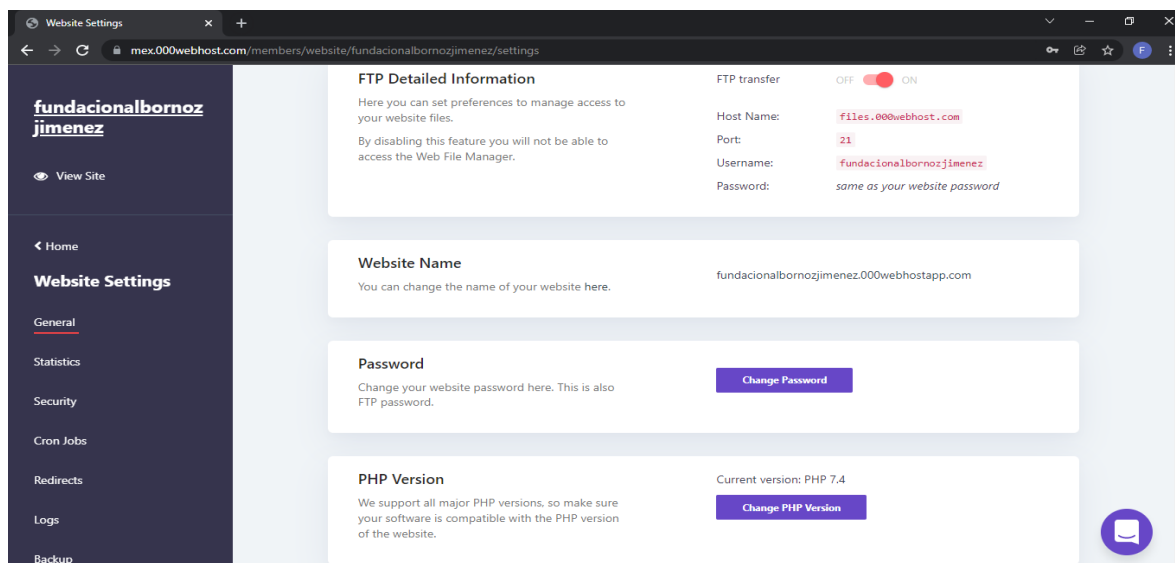 Website Settings
mex.000webhost.com/members/website/fundacionalbornozjimenez/settings
F
fundacionalbornoz
jimenez
View Site
Home
Website Settings
General
Statistics
Security
Cron Jobs
Redirects
Logs
Backup
FTP Detailed Information
Here you can set preferences to manage access to
your website files.
By disabling this feature you will not be able to
access the Web File Manager.
FTP transfer OFF ON
Host Name: files.000webhost.com
Port: 21
Username: fundacionalbornozjimenez
Password: same as your website password
Website Name
You can change the name of your website here.
fundacionalbornozjimenez.000webhostapp.com
Password
Change your website password here. This is also
FTP password.
Change Password
PHP Version
We support all major PHP versions, so make sure
your software is compatible with the PHP version
of the website.
Current version: PHP 7.4
Change PHP Version